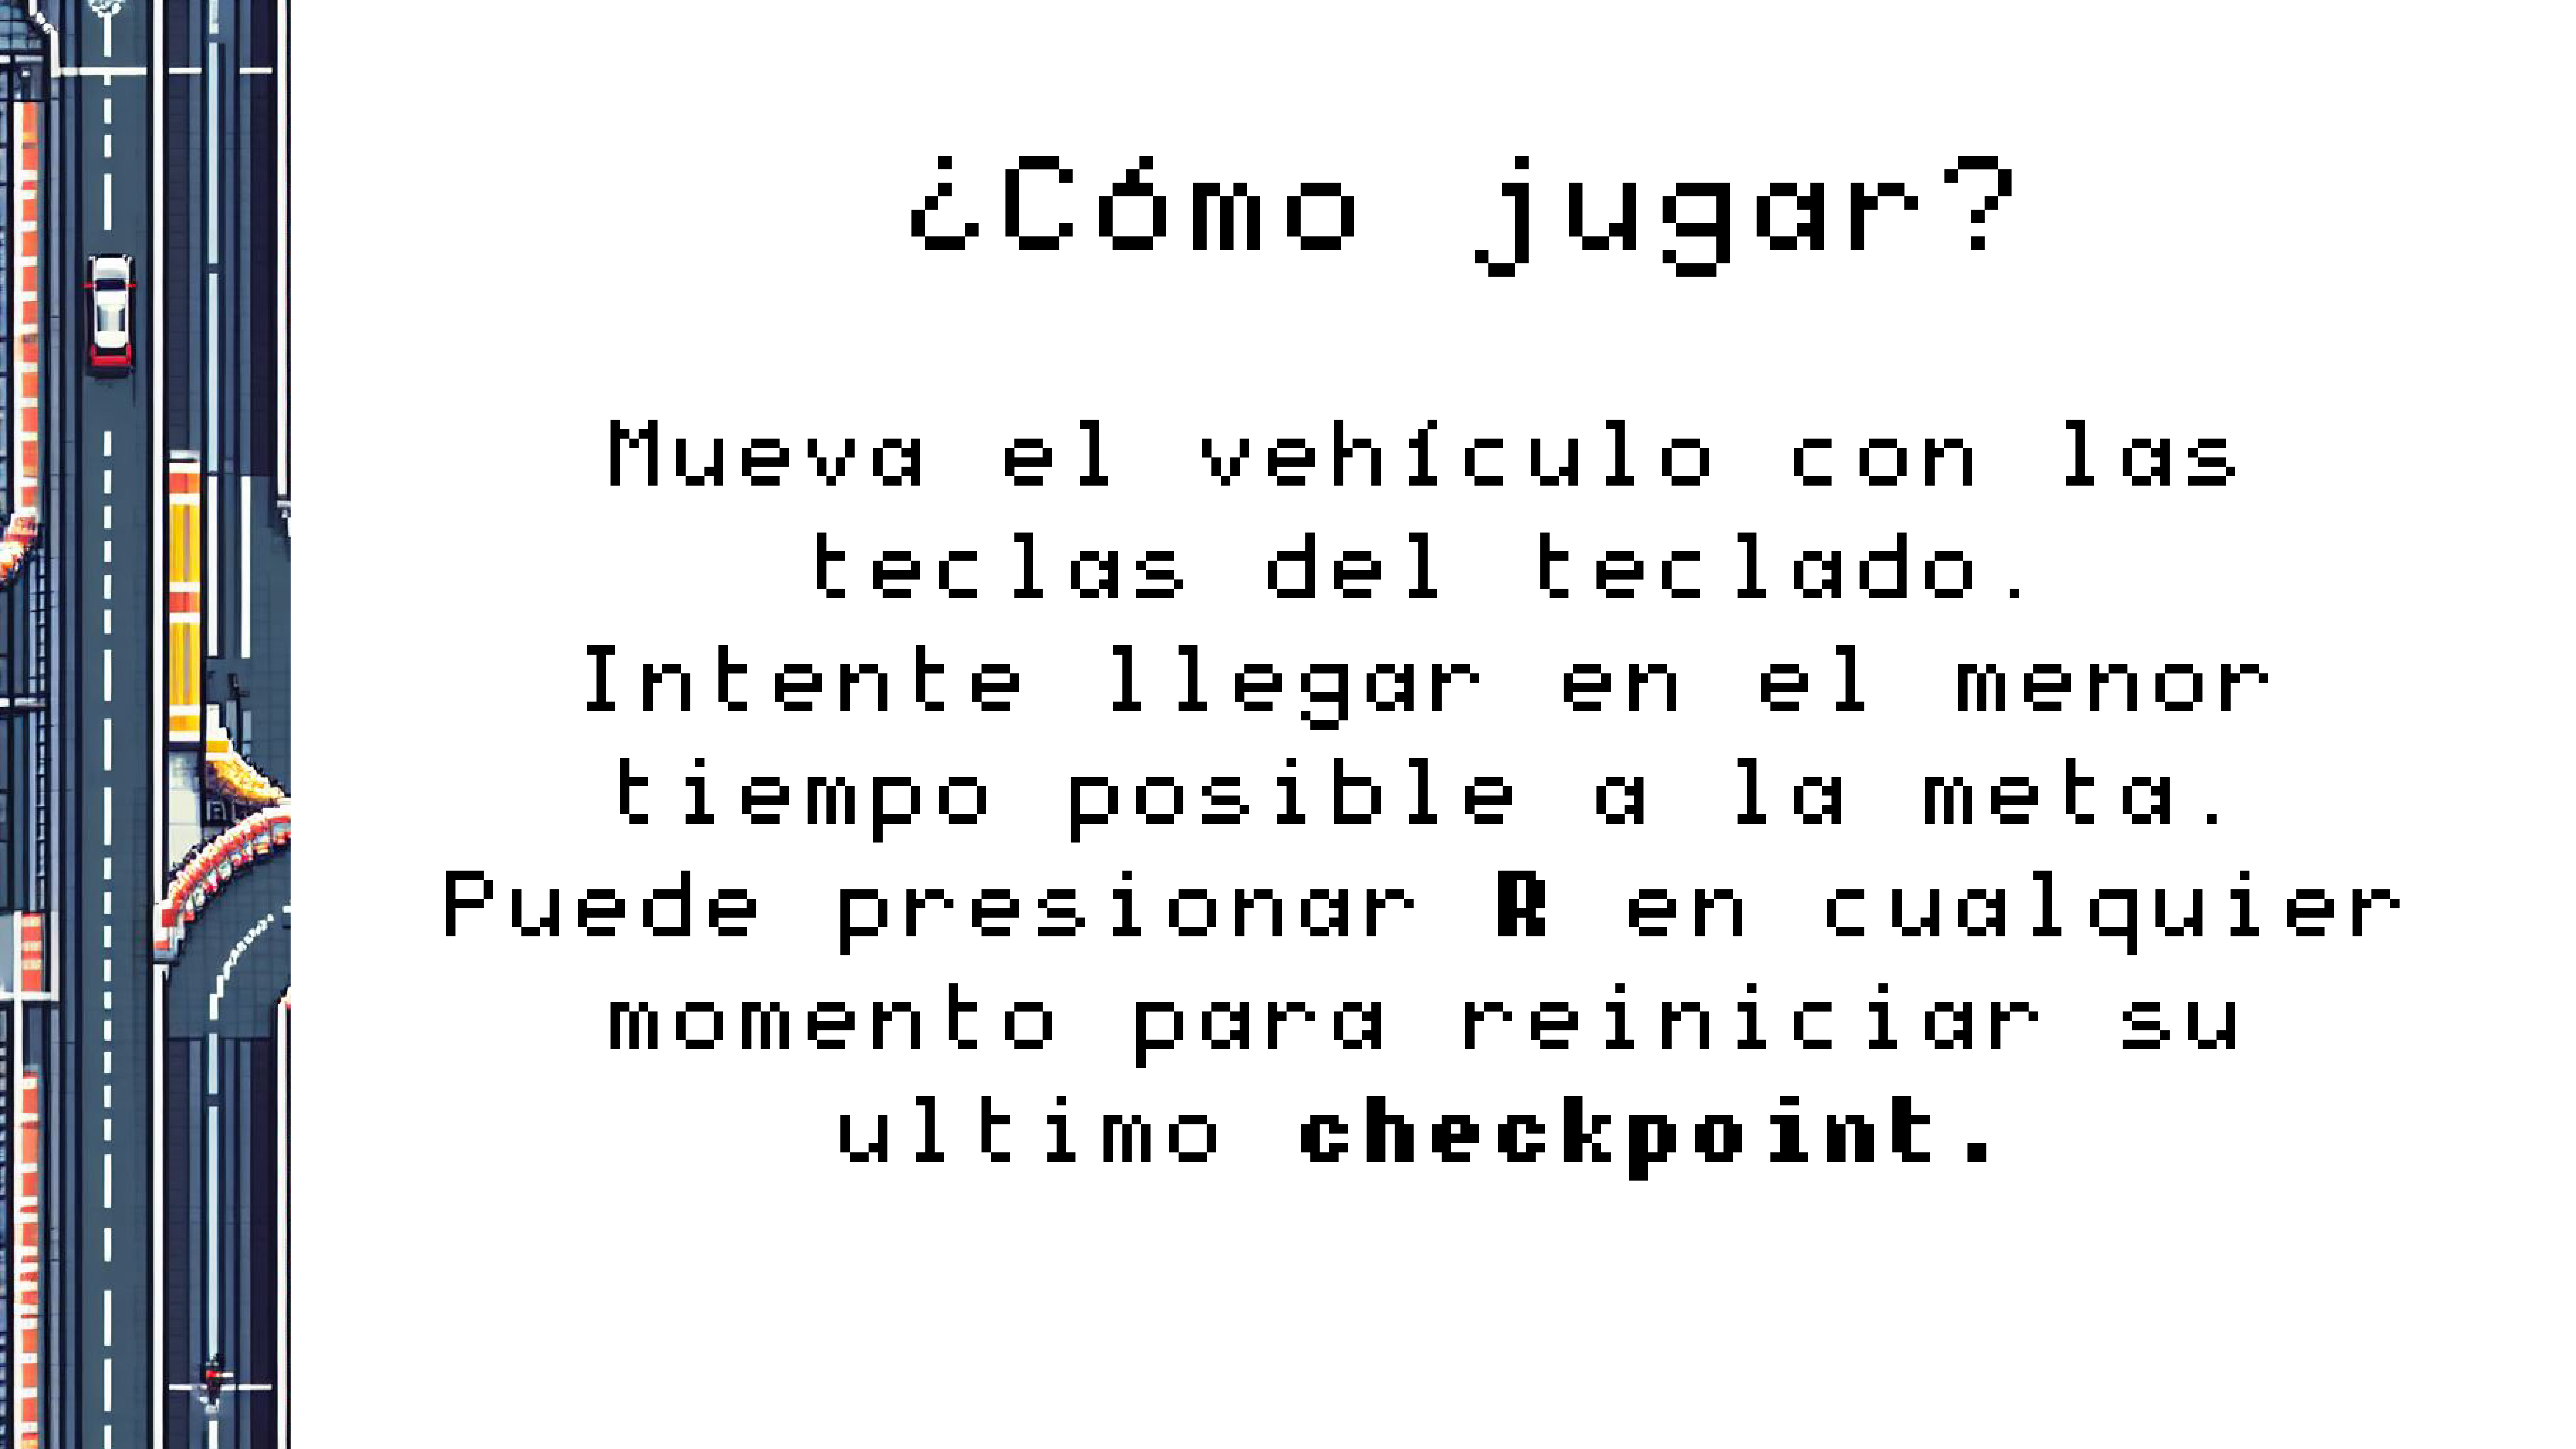 ¿Cómo jugar?
Mueva el vehículo con las
teclas del teclado.
Intente llegar en el menor
tiempo posible a la meta.
Puede presionar R en cualquier
momento para reiniciar su
ultimo checkpoint.